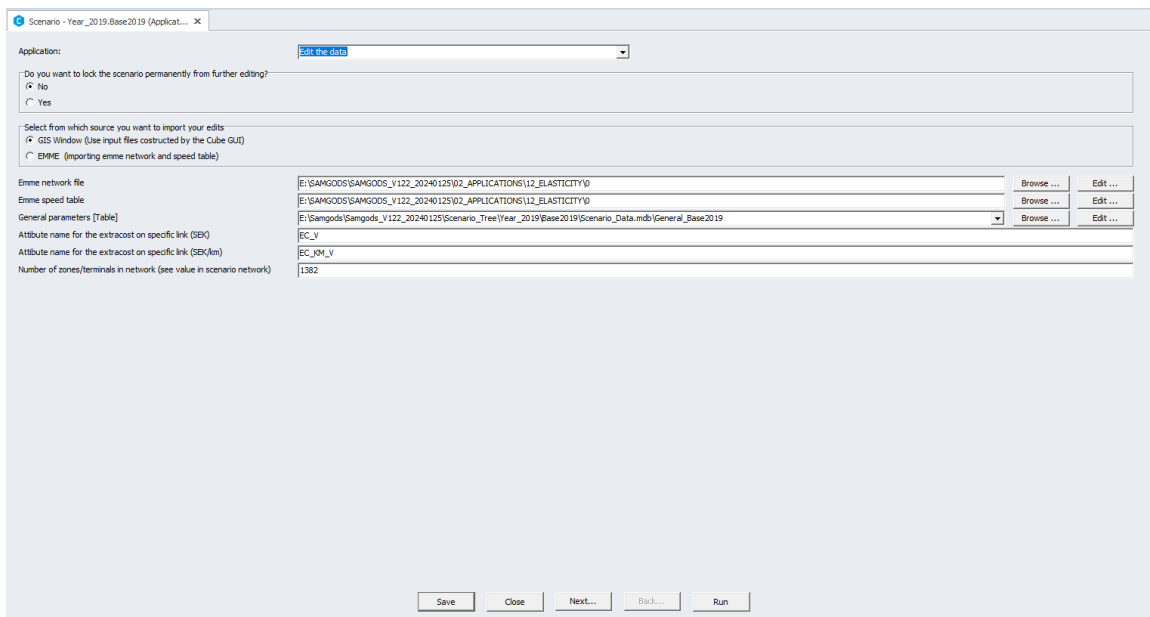 Scenario - Year_2019.Base2019 (Applicat... X
Application: Edit the data
Do you want to lock the scenario permanently from further editing?
No
Yes
Select from which source you want to import your edits
GIS Window (Use input files costructed by the Cube GUI)
EMME (importing emme network and speed table)
Emme network file E:\SAMGODS\SAMGODS_V122_20240125\02_APPLICATIONS\12_ELASTICITY\0 Browse ... Edit ...
Emme speed table E:\SAMGODS\SAMGODS_V122_20240125\02_APPLICATIONS\12_ELASTICITY\0 Browse ... Edit ...
General parameters [Table] E:\Samgods\Samgods_V122_20240125\Scenario_Tree\Year_2019\Base2019\Scenario_Data.mdb\General_Base2019 Browse ... Edit ...
Attibute name for the extracost on specific link (SEK) EC_V
Attibute name for the extracost on specific link (SEK/km) EC_KM_V
Number of zones/terminals in network (see value in scenario network) 1382
Save Close Next... Back... Run